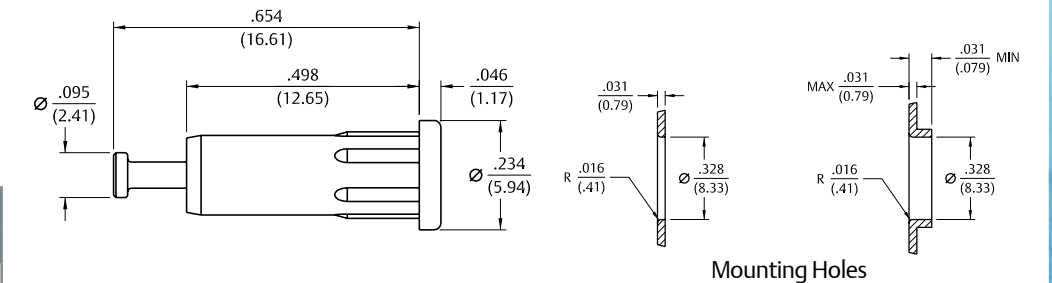 .654
(16.61)
.498
(12.65)
.046
(1.17)
Ø .095
(2.41)
Ø .234
(5.94)
.031
(0.79)
R .016
(.41)
Ø .328
(8.33)
.031
(.079) MIN
MAX .031
(0.79)
R .016
(.41)
Ø .328
(8.33)
Mounting Holes